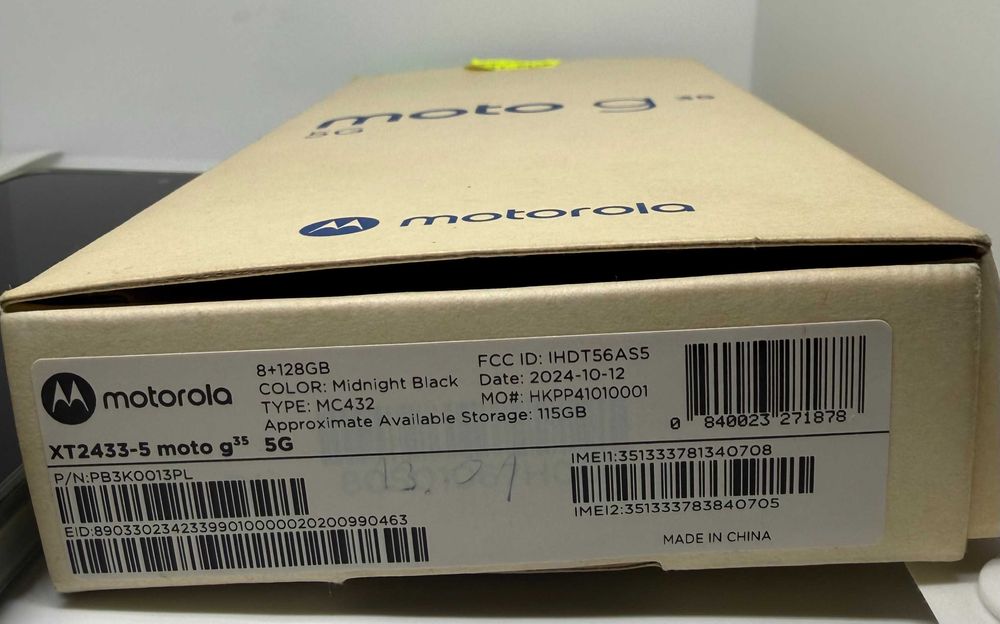 moto g 35
5G
motorola
motorola
8+128GB
COLOR: Midnight Black
TYPE: MC432
Approximate Available Storage: 115GB
FCC ID: IHDT56AS5
Date: 2024-10-12
MO#: HKPP41010001
0 840023 271878
XT2433-5 moto g35 5G
P/N:PB3K0013PL
EID:89033023423399010000020200990463
IMEI1:351333781340708
IMEI2:351333783840705
13.01
MADE IN CHINA